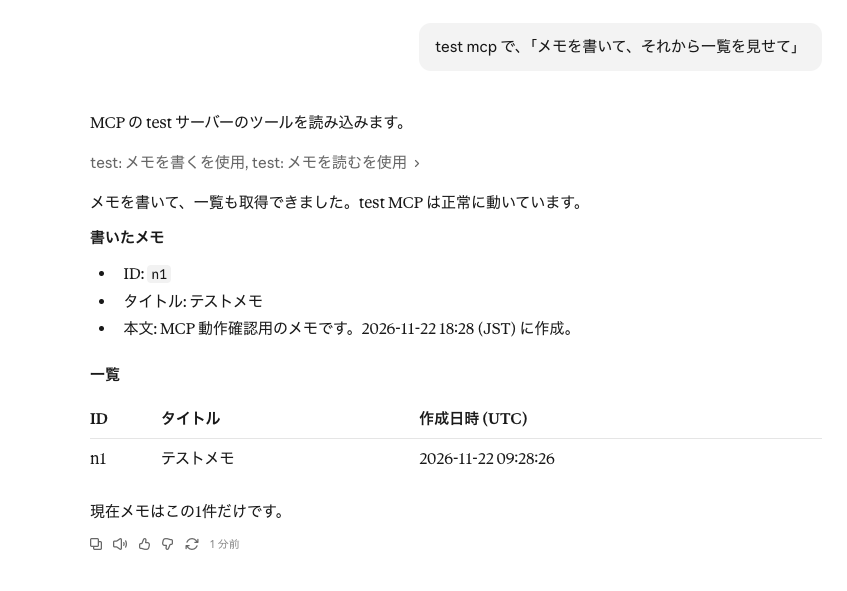 test mcp で、「メモを書いて、それから一覧を見せて」
MCP の test サーバーのツールを読み込みます。
test: メモを書くを使用, test: メモを読むを使用 ›
メモを書いて、一覧も取得できました。test MCP は正常に動いています。
書いたメモ
• ID: n1
• タイトル: テストメモ
• 本文: MCP 動作確認用のメモです。2026-11-22 18:28 (JST) に作成。
一覧
ID タイトル 作成日時 (UTC)
n1 テストメモ 2026-11-22 09:28:26
現在メモはこの1件だけです。
1 分前